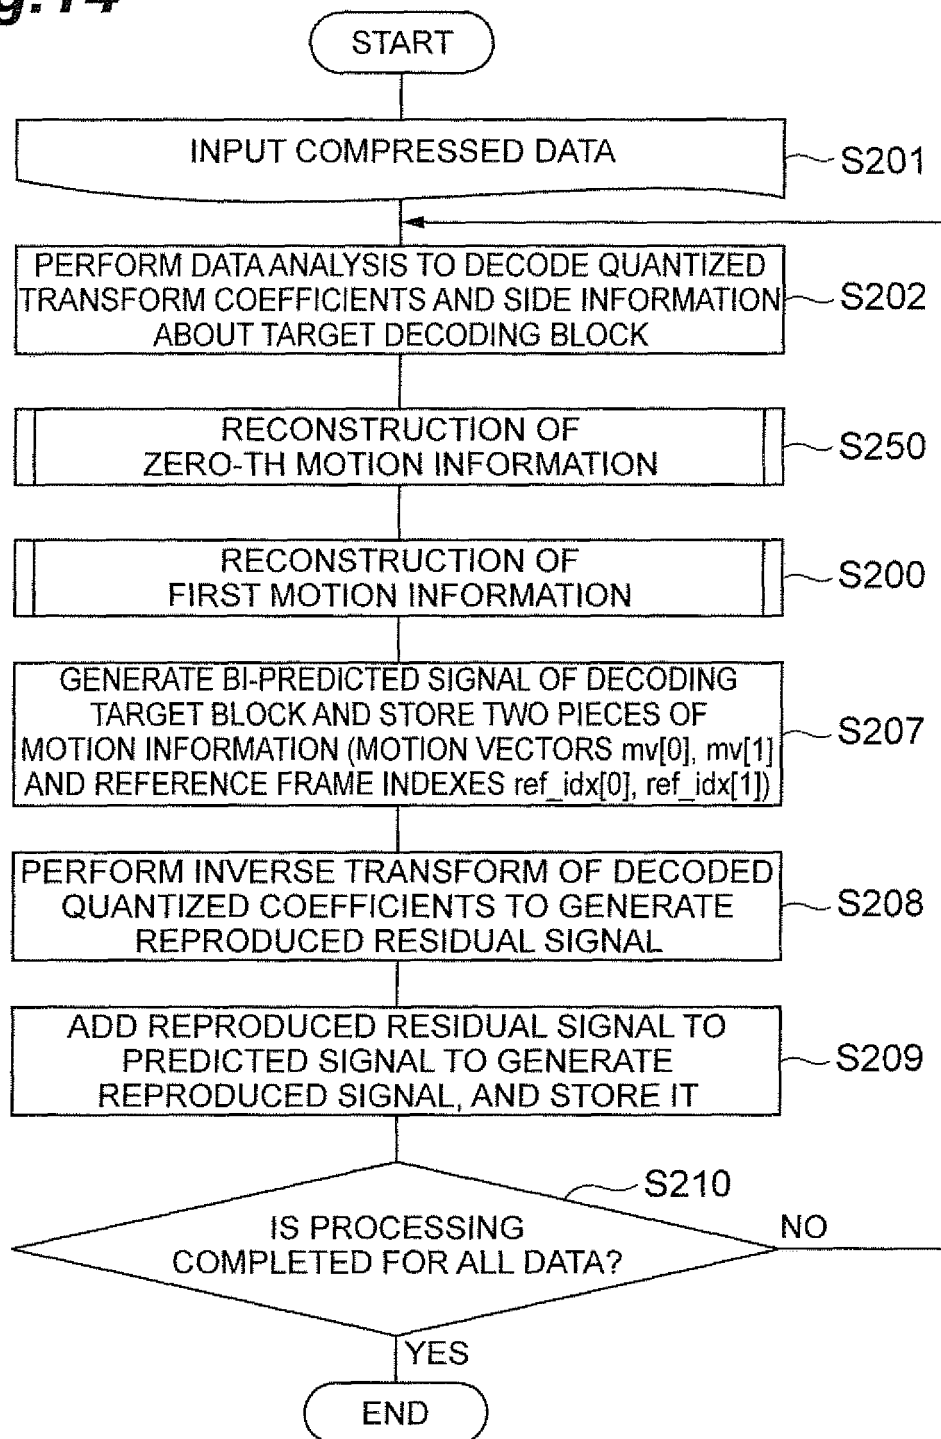 g.14
START
INPUT COMPRESSED DATA
S201
PERFORM DATA ANALYSIS TO DECODE QUANTIZED
TRANSFORM COEFFICIENTS AND SIDE INFORMATION
ABOUT TARGET DECODING BLOCK
S202
RECONSTRUCTION OF
ZERO-TH MOTION INFORMATION
S250
RECONSTRUCTION OF
FIRST MOTION INFORMATION
S200
GENERATE BI-PREDICTED SIGNAL OF DECODING
TARGET BLOCK AND STORE TWO PIECES OF
MOTION INFORMATION (MOTION VECTORS mv[0], mv[1]
AND REFERENCE FRAME INDEXES ref_idx[0], ref_idx[1])
S207
PERFORM INVERSE TRANSFORM OF DECODED
QUANTIZED COEFFICIENTS TO GENERATE
REPRODUCED RESIDUAL SIGNAL
S208
ADD REPRODUCED RESIDUAL SIGNAL TO
PREDICTED SIGNAL TO GENERATE
REPRODUCED SIGNAL, AND STORE IT
S209
S210
IS PROCESSING
COMPLETED FOR ALL DATA?
NO
YES
END